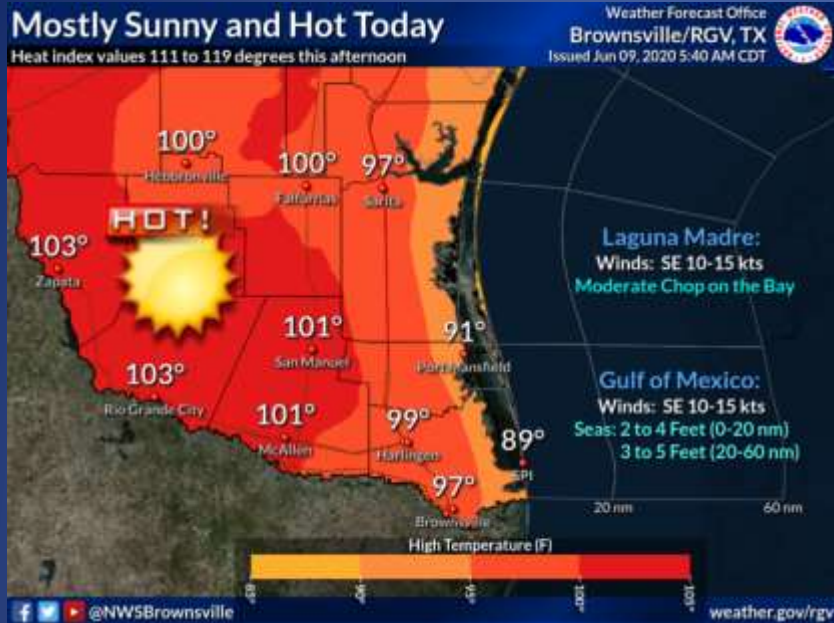 Mostly Sunny and Hot Today
Heat index values 111 to 119 degrees this afternoon
Weather Forecast Office
Brownsville/RGV, TX
Issued Jun 09, 2020 5:40 AM CDT
100°
Hebbronville
100°
Falfurrias
97°
Sarita
HOT!
103°
Zapata
101°
San Manuel
91°
Port Mansfield
103°
Rio Grande City
101°
McAllen
99°
Harlingen
89°
SPI
97°
Brownsville
Laguna Madre:
Winds: SE 10-15 kts
Moderate Chop on the Bay
Gulf of Mexico:
Winds: SE 10-15 kts
Seas: 2 to 4 Feet (0-20 nm)
3 to 5 Feet (20-60 nm)
20 nm
60 nm
High Temperature (F)
85° 90° 95° 100° 105°
@NWSBrownsville
weather.gov/rgv